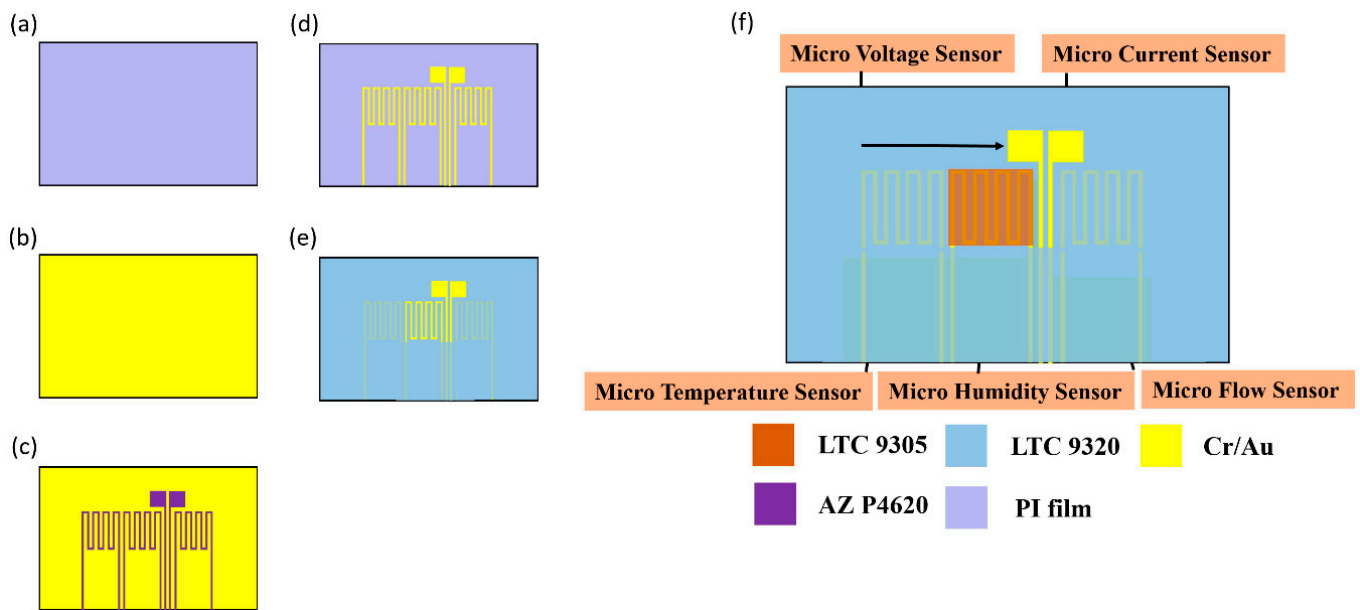 (a)
(d)
(f)
Micro Voltage Sensor
Micro Current Sensor
(b)
(e)
(c)
Micro Temperature Sensor
Micro Humidity Sensor
Micro Flow Sensor
LTC 9305
LTC 9320
Cr/Au
AZ P4620
PI film